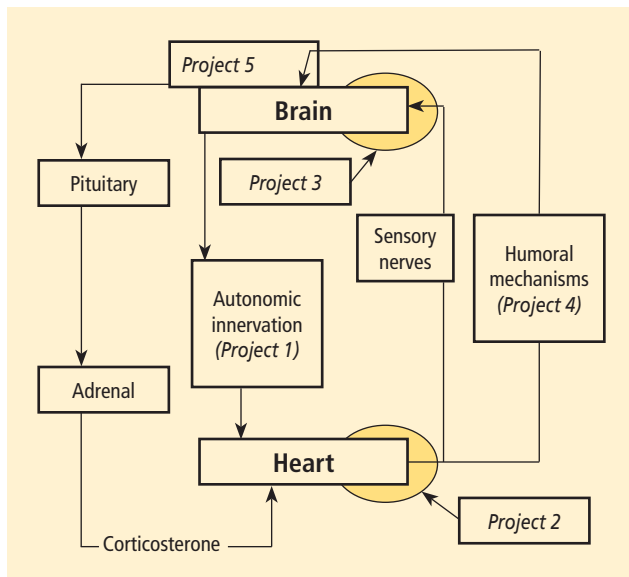 Project 5
Brain
Pituitary
Project 3
Sensory
nerves
Humoral
mechanisms
(Project 4)
Autonomic
innervation
(Project 1)
Adrenal
Heart
Project 2
Corticosterone